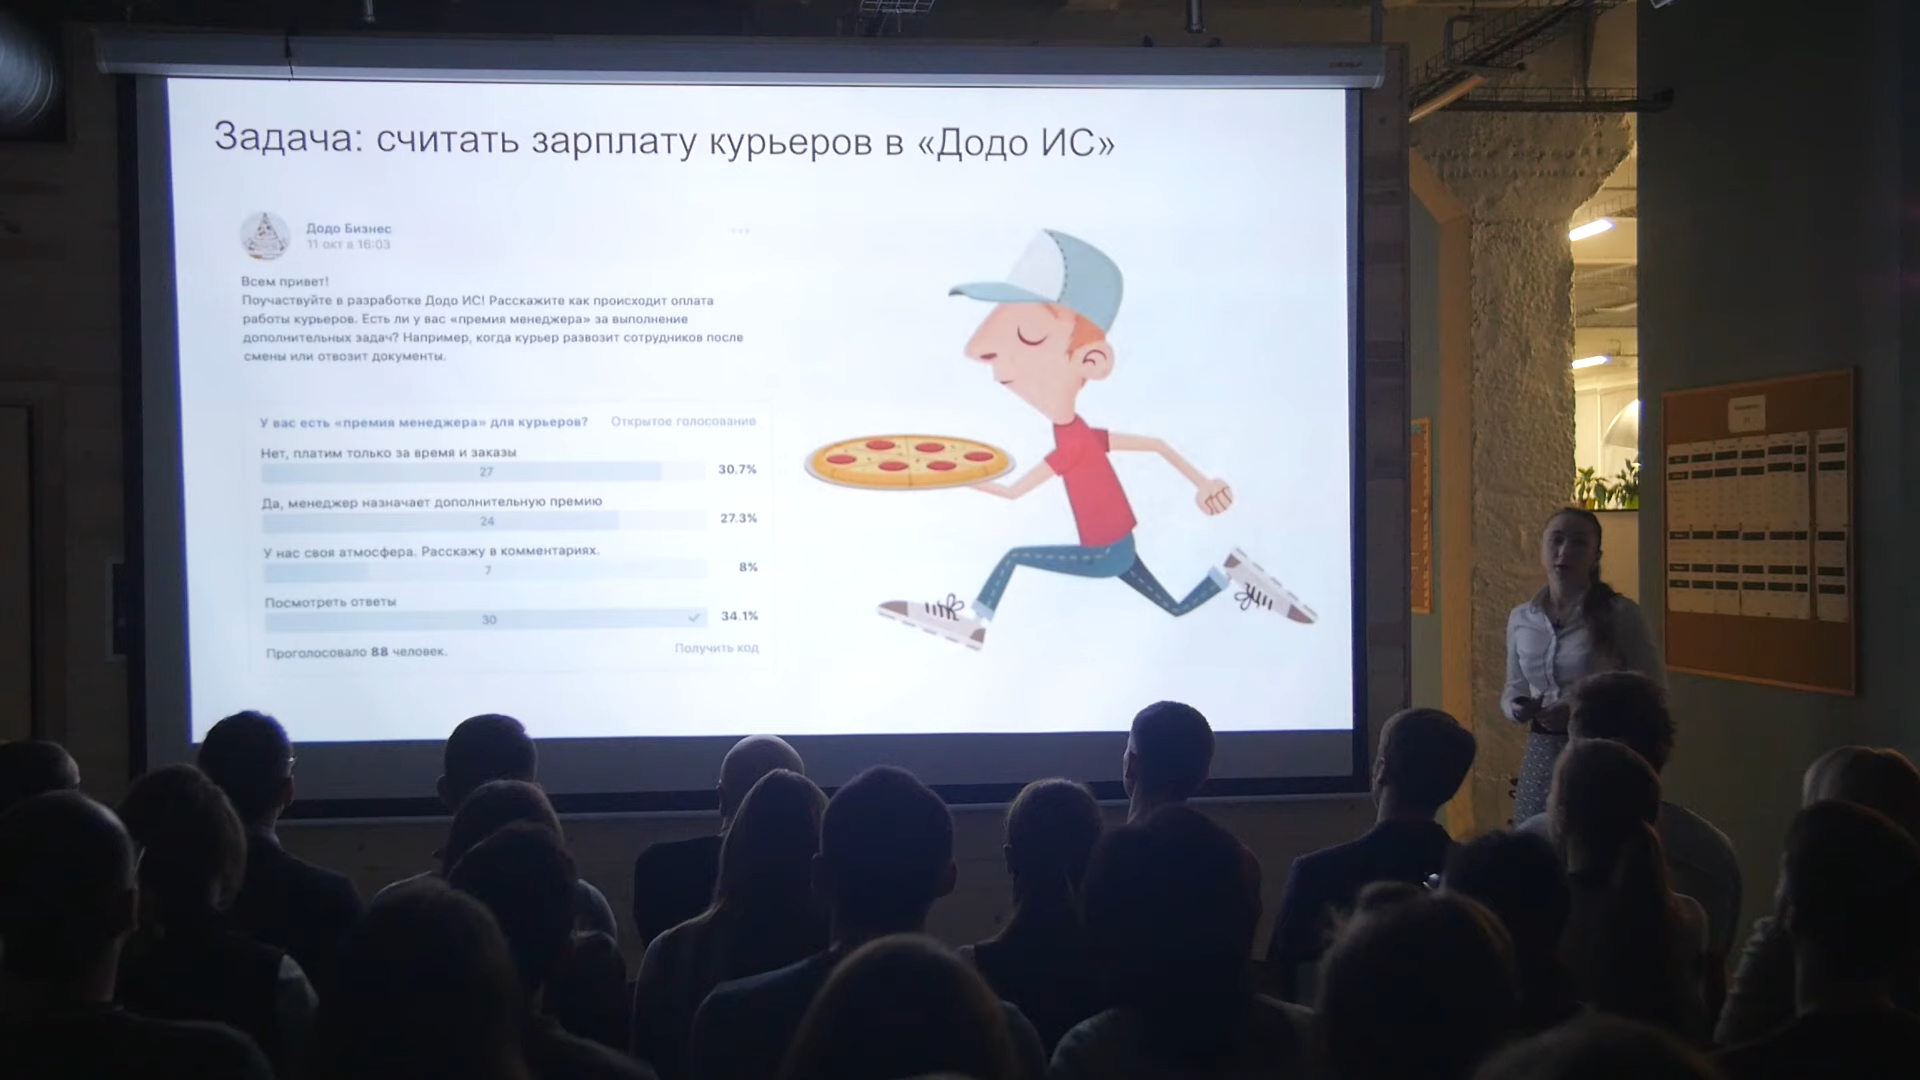 Задача: считать зарплату курьеров в «Додо ИС»
Додо Бизнес
11 окт в 16:03
Всем привет!
Поучаствуйте в разработке Додо ИС! Расскажите как происходит оплата
работы курьеров. Есть ли у вас «премия менеджера» за выполнение
дополнительных задач? Например, когда курьер развозит сотрудников после
смены или отвозит документы.
У вас есть «премия менеджера» для курьеров? Открытое голосование
Нет, платим только за время и заказы
27 30.7%
Да, менеджер назначает дополнительную премию
24 27.3%
У нас своя атмосфера. Расскажу в комментариях.
7 8%
Посмотреть ответы
30 34.1%
Проголосовало 88 человек. Получить код